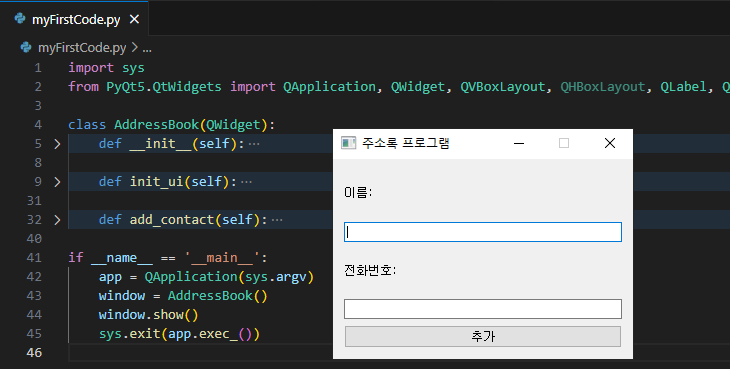 myFirstCode.py
myFirstCode.py > ...
1 import sys
2 from PyQt5.QtWidgets import QApplication, QWidget, QVBoxLayout, QHBoxLayout, QLabel, Q
3
4 class AddressBook(QWidget):
5 def __init__(self):...
8
9 def init_ui(self):...
31
32 def add_contact(self):...
40
41 if __name__ == '__main__':
42 app = QApplication(sys.argv)
43 window = AddressBook()
44 window.show()
45 sys.exit(app.exec_())
46
주소록 프로그램
이름:
전화번호:
추가